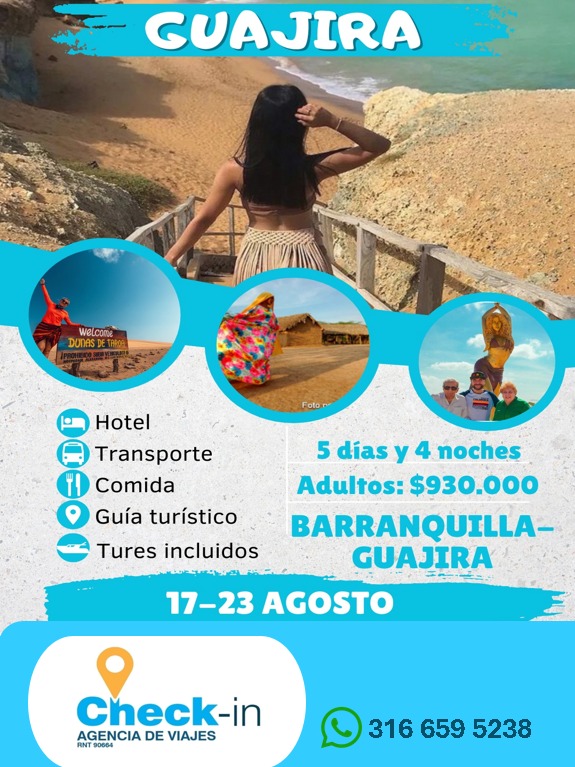 GUAJIRA
Welcome
DUNAS DE TAROA
Foto
Hotel
Transporte
Comida
Guía turístico
Tures incluidos
5 días y 4 noches
Adultos: $930.000
BARRANQUILLA–
GUAJIRA
17–23 AGOSTO
Check-in
AGENCIA DE VIAJES
RNT 90664
316 659 5238